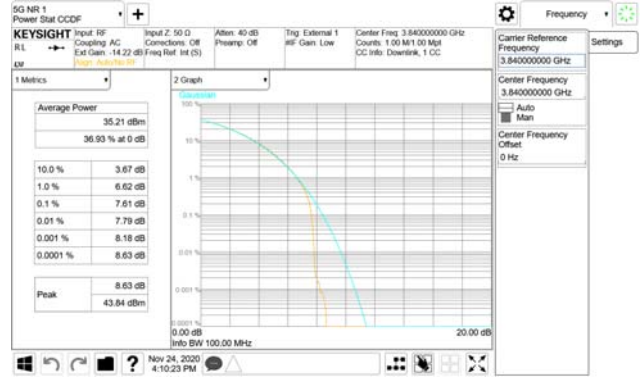 5G NR 1
Power Stat CCDF
KEYSIGHT
RL
Input: RF
Coupling: AC
Ext Gain: -14.22 dB
Align: Auto/No RF
Input Z: 50 Ω
Corrections: Off
Freq Ref: Int (S)
Atten: 40 dB
Preamp: Off
Trig: External 1
#IF Gain: Low
Center Freq: 3.840000000 GHz
Counts: 1.00 M/1.00 Mpt
CC Info: Downlink, 1 CC
1 Metrics
Average Power
35.21 dBm
36.93 % at 0 dB
10.0 % 3.67 dB
1.0 % 6.62 dB
0.1 % 7.61 dB
0.01 % 7.79 dB
0.001 % 8.18 dB
0.0001 % 8.63 dB
Peak
8.63 dB
43.84 dBm
2 Graph
Gaussian
100 %
10 %
1 %
0.1 %
0.01 %
0.001 %
0.0001 %
0.00 dB
20.00 dB
Info BW 100.00 MHz
Frequency
Settings
Carrier Reference
Frequency
3.840000000 GHz
Center Frequency
3.840000000 GHz
Auto
Man
Center Frequency
Offset
0 Hz
?
Nov 24, 2020
4:10:23 PM